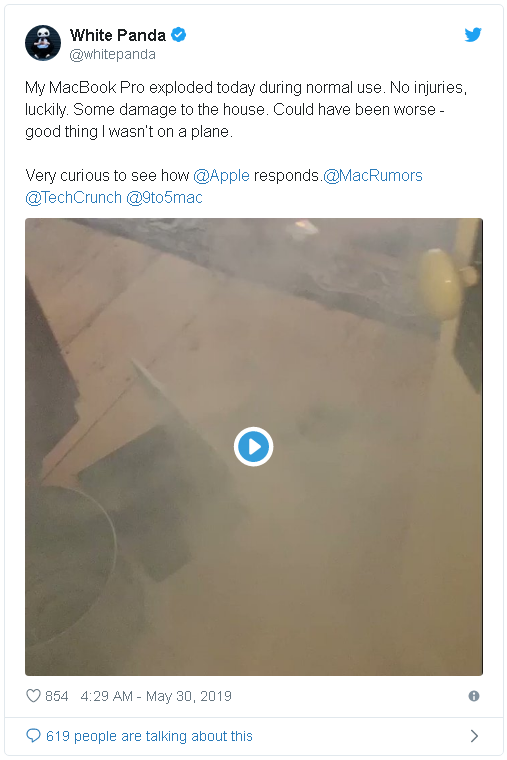 White Panda
@whitepanda
My MacBook Pro exploded today during normal use. No injuries,
luckily. Some damage to the house. Could have been worse -
good thing I wasn't on a plane.
Very curious to see how @Apple responds.@MacRumors
@TechCrunch @9to5mac
854 4:29 AM - May 30, 2019
619 people are talking about this